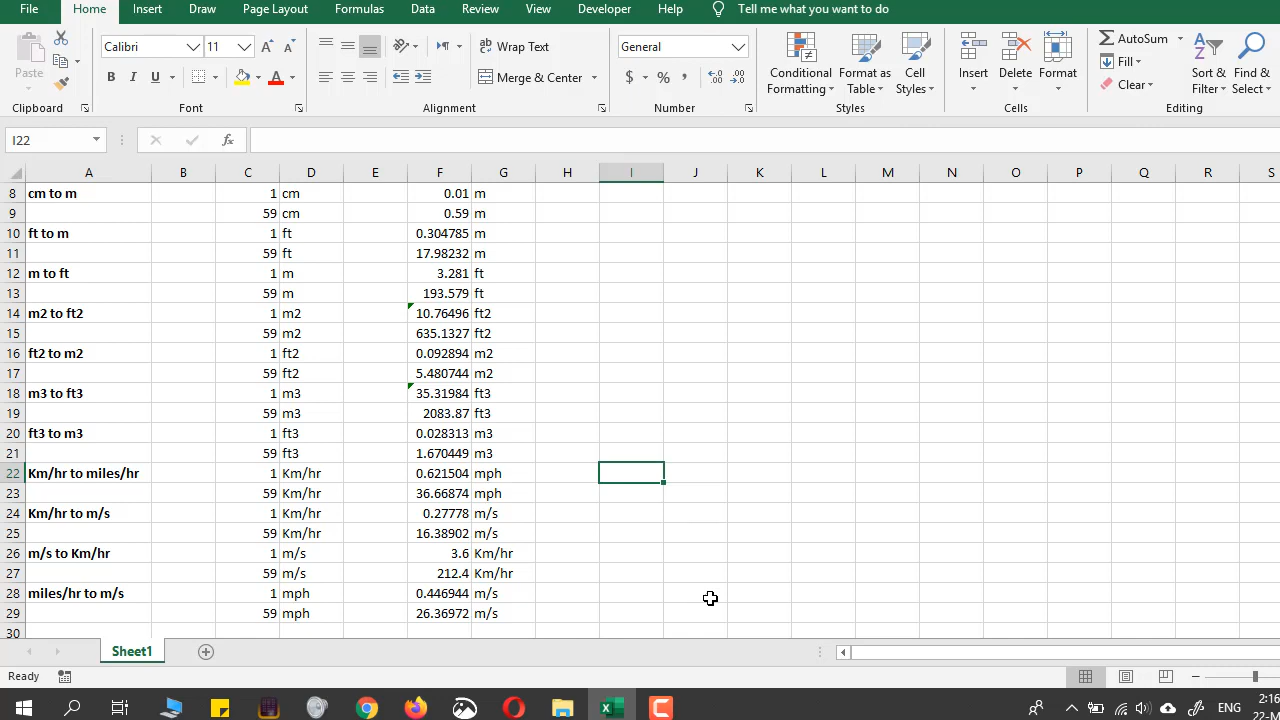 File Home Insert Draw Page Layout Formulas Data Review View Developer Help Tell me what you want to do
Paste Calibri 11 Wrap Text General Conditional Formatting Format as Table Cell Styles Insert Delete Format AutoSum Fill Clear Sort & Filter Find & Select
B I U Merge & Center $ % ,
Clipboard Font Alignment Number Styles Cells Editing
I22 fx
A B C D E F G H I J K L M N O P Q R S
8 cm to m 1 cm 0.01 m
9 59 cm 0.59 m
10 ft to m 1 ft 0.304785 m
11 59 ft 17.98232 m
12 m to ft 1 m 3.281 ft
13 59 m 193.579 ft
14 m2 to ft2 1 m2 10.76496 ft2
15 59 m2 635.1327 ft2
16 ft2 to m2 1 ft2 0.092894 m2
17 59 ft2 5.480744 m2
18 m3 to ft3 1 m3 35.31984 ft3
19 59 m3 2083.87 ft3
20 ft3 to m3 1 ft3 0.028313 m3
21 59 ft3 1.670449 m3
22 Km/hr to miles/hr 1 Km/hr 0.621504 mph
23 59 Km/hr 36.66874 mph
24 Km/hr to m/s 1 Km/hr 0.27778 m/s
25 59 Km/hr 16.38902 m/s
26 m/s to Km/hr 1 m/s 3.6 Km/hr
27 59 m/s 212.4 Km/hr
28 miles/hr to m/s 1 mph 0.446944 m/s
29 59 mph 26.36972 m/s
30
Sheet1
Ready
ENG 2:16
22-M